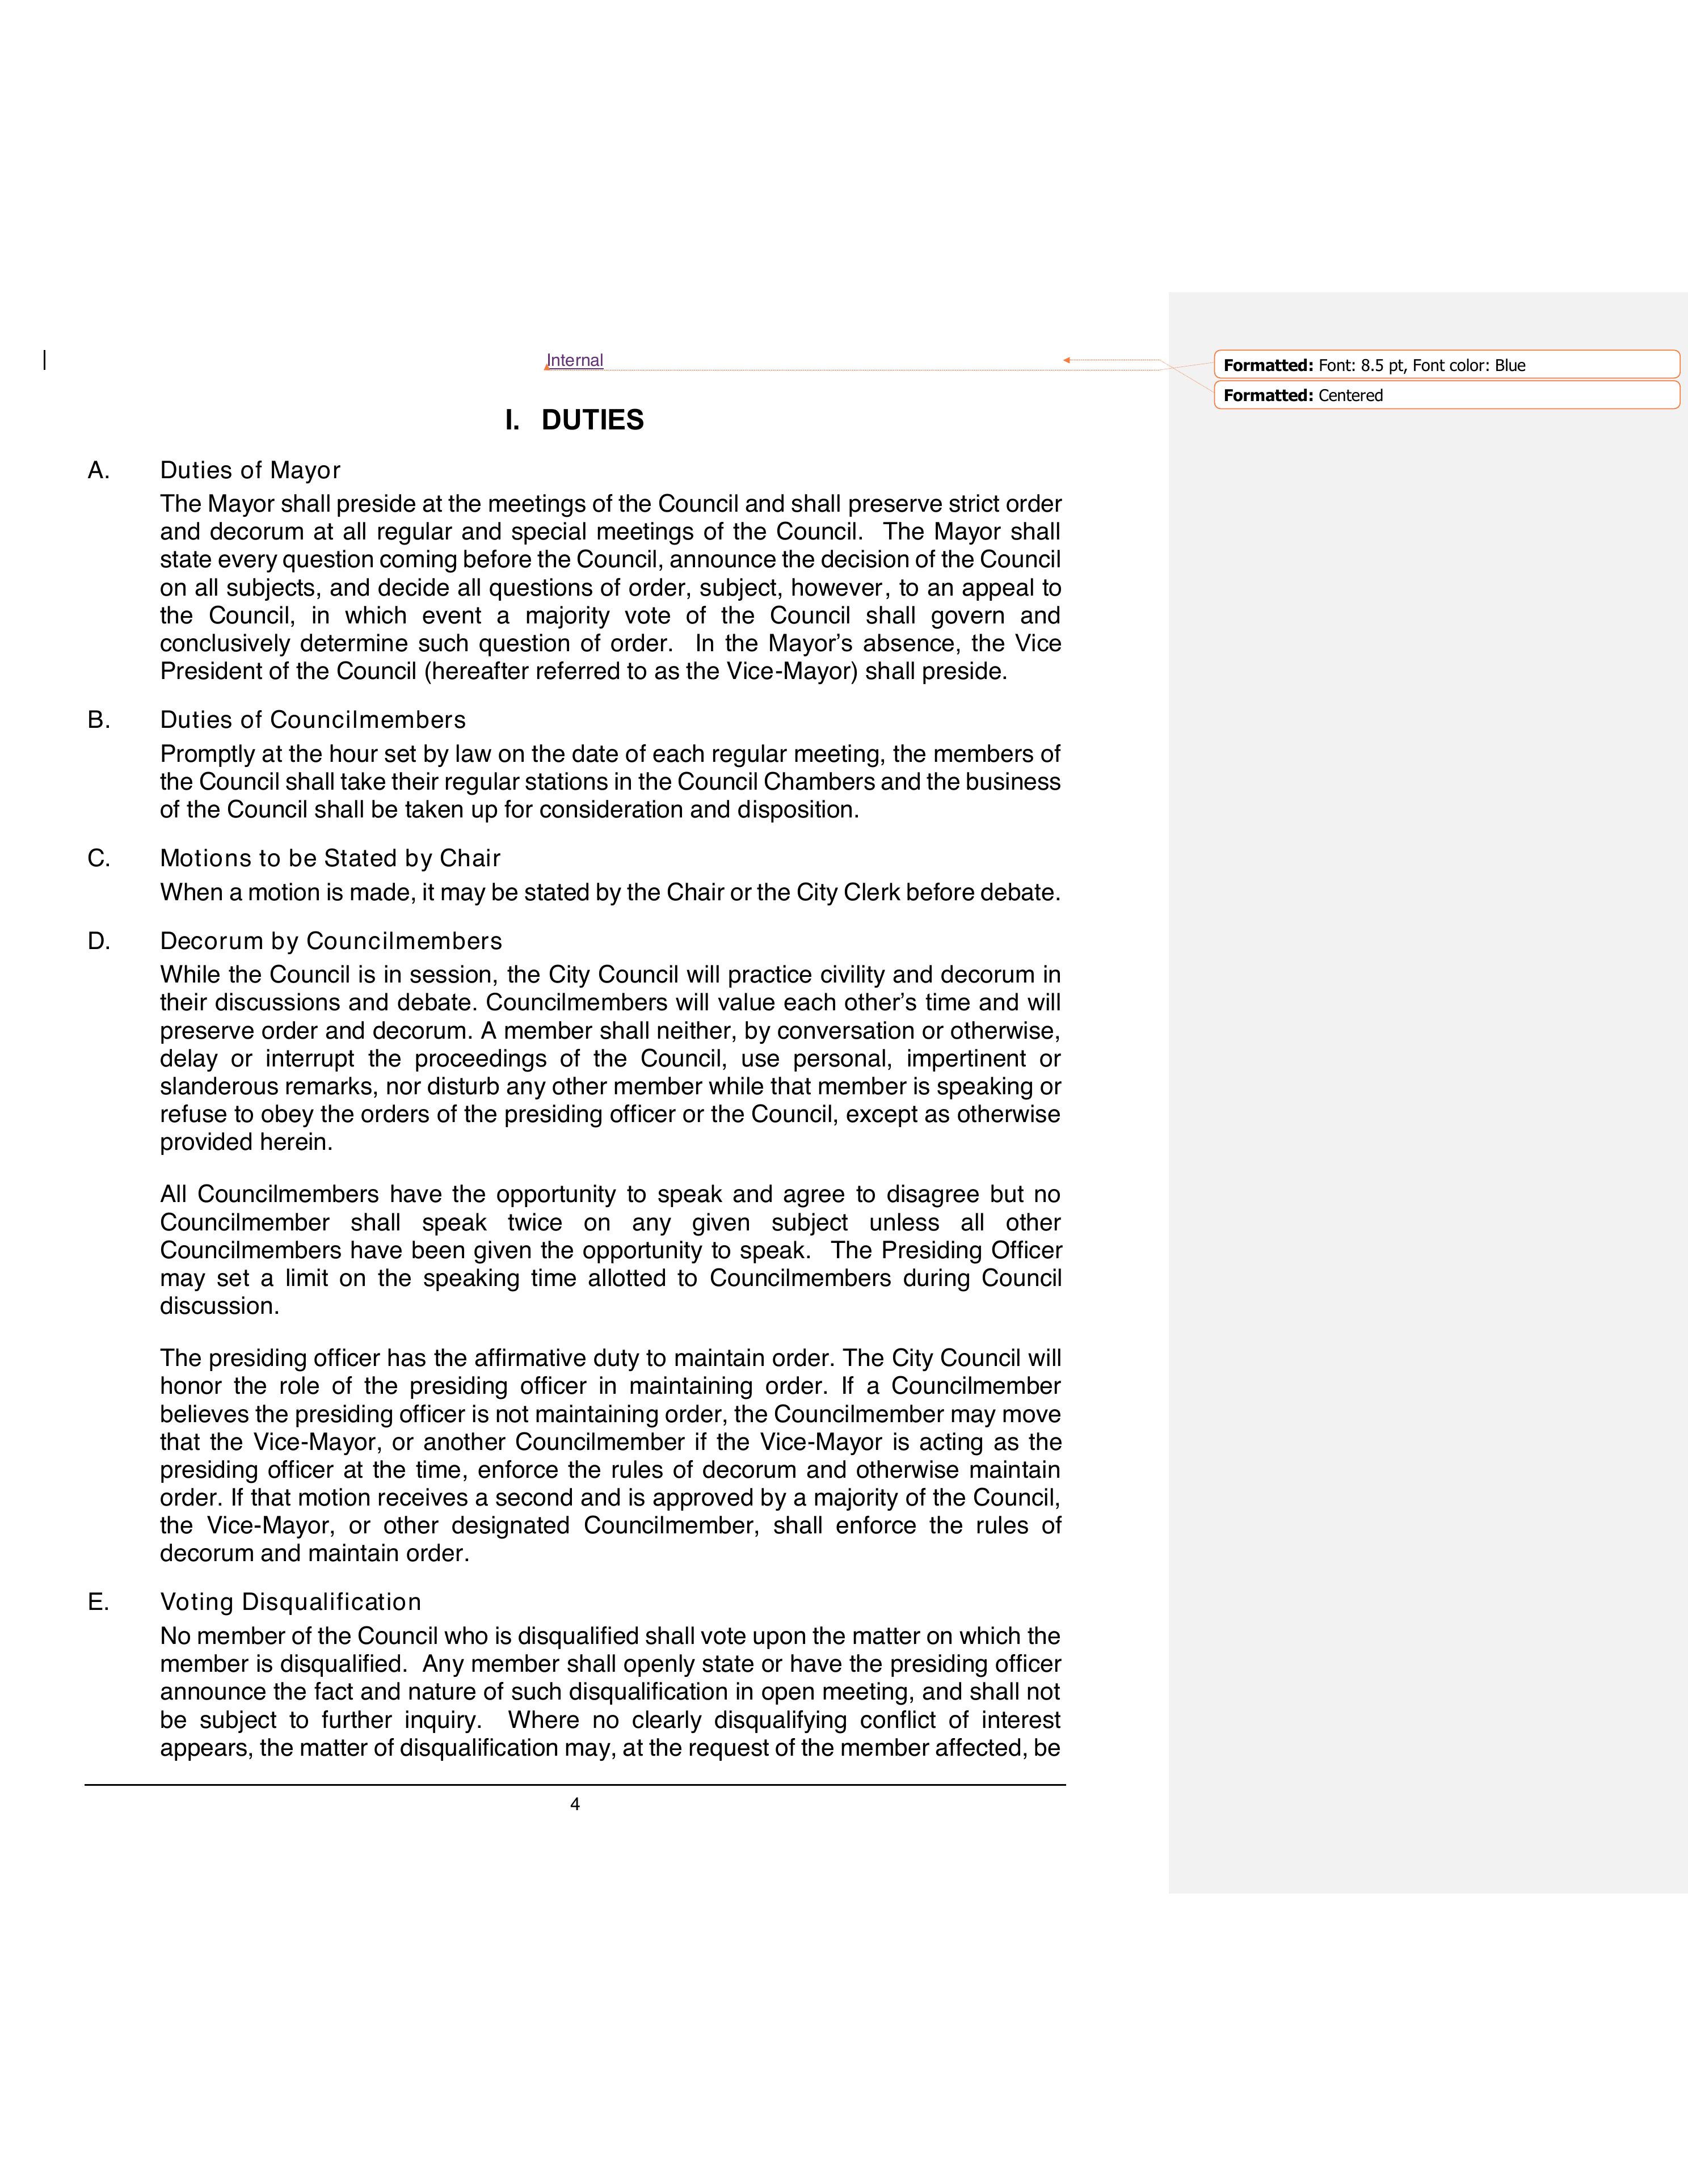 Internal
Formatted: Font: 8.5 pt, Font color: Blue
Formatted: Centered
I. DUTIES
A. Duties of Mayor
The Mayor shall preside at the meetings of the Council and shall preserve strict order
and decorum at all regular and special meetings of the Council. The Mayor shall
state every question coming before the Council, announce the decision of the Council
on all subjects, and decide all questions of order, subject, however, to an appeal to
the Council, in which event a majority vote of the Council shall govern and
conclusively determine such question of order. In the Mayor’s absence, the Vice
President of the Council (hereafter referred to as the Vice-Mayor) shall preside.
B. Duties of Councilmembers
Promptly at the hour set by law on the date of each regular meeting, the members of
the Council shall take their regular stations in the Council Chambers and the business
of the Council shall be taken up for consideration and disposition.
C. Motions to be Stated by Chair
When a motion is made, it may be stated by the Chair or the City Clerk before debate.
D. Decorum by Councilmembers
While the Council is in session, the City Council will practice civility and decorum in
their discussions and debate. Councilmembers will value each other’s time and will
preserve order and decorum. A member shall neither, by conversation or otherwise,
delay or interrupt the proceedings of the Council, use personal, impertinent or
slanderous remarks, nor disturb any other member while that member is speaking or
refuse to obey the orders of the presiding officer or the Council, except as otherwise
provided herein.
All Councilmembers have the opportunity to speak and agree to disagree but no
Councilmember shall speak twice on any given subject unless all other
Councilmembers have been given the opportunity to speak. The Presiding Officer
may set a limit on the speaking time allotted to Councilmembers during Council
discussion.
The presiding officer has the affirmative duty to maintain order. The City Council will
honor the role of the presiding officer in maintaining order. If a Councilmember
believes the presiding officer is not maintaining order, the Councilmember may move
that the Vice-Mayor, or another Councilmember if the Vice-Mayor is acting as the
presiding officer at the time, enforce the rules of decorum and otherwise maintain
order. If that motion receives a second and is approved by a majority of the Council,
the Vice-Mayor, or other designated Councilmember, shall enforce the rules of
decorum and maintain order.
E. Voting Disqualification
No member of the Council who is disqualified shall vote upon the matter on which the
member is disqualified. Any member shall openly state or have the presiding officer
announce the fact and nature of such disqualification in open meeting, and shall not
be subject to further inquiry. Where no clearly disqualifying conflict of interest
appears, the matter of disqualification may, at the request of the member affected, be
4